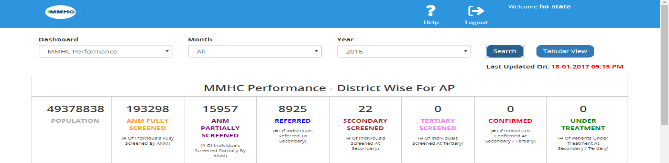 MMHC
Help
Logout
Welcome ho state
Dashboard
Month
Year
MMHC Performance
All
2016
Search
Tabular View
Last Updated On: 18-01-2017 05:15 PM
MMHC Performance - District Wise For AP
49378838
POPULATION
193298
ANM FULLY
SCREENED
(# Of Individuals Fully
Screened By ANM)
15957
ANM
PARTIALLY
SCREENED
(# Of Individuals
Screened Partially By
ANM)
8925
REFERRED
(# of Individuals
Referred To
Secondary)
22
SECONDARY
SCREENED
(# Of Individuals
Screened At
Secondary)
0
TERTIARY
SCREENED
(# Of Individuals
Screened At Tertiary)
0
CONFIRMED
(# of Individuals
Confirmed At
Secondary / Tertiary)
0
UNDER
TREATMENT
(# Of Patients Under
Treatment At
Secondary / Tertiary)